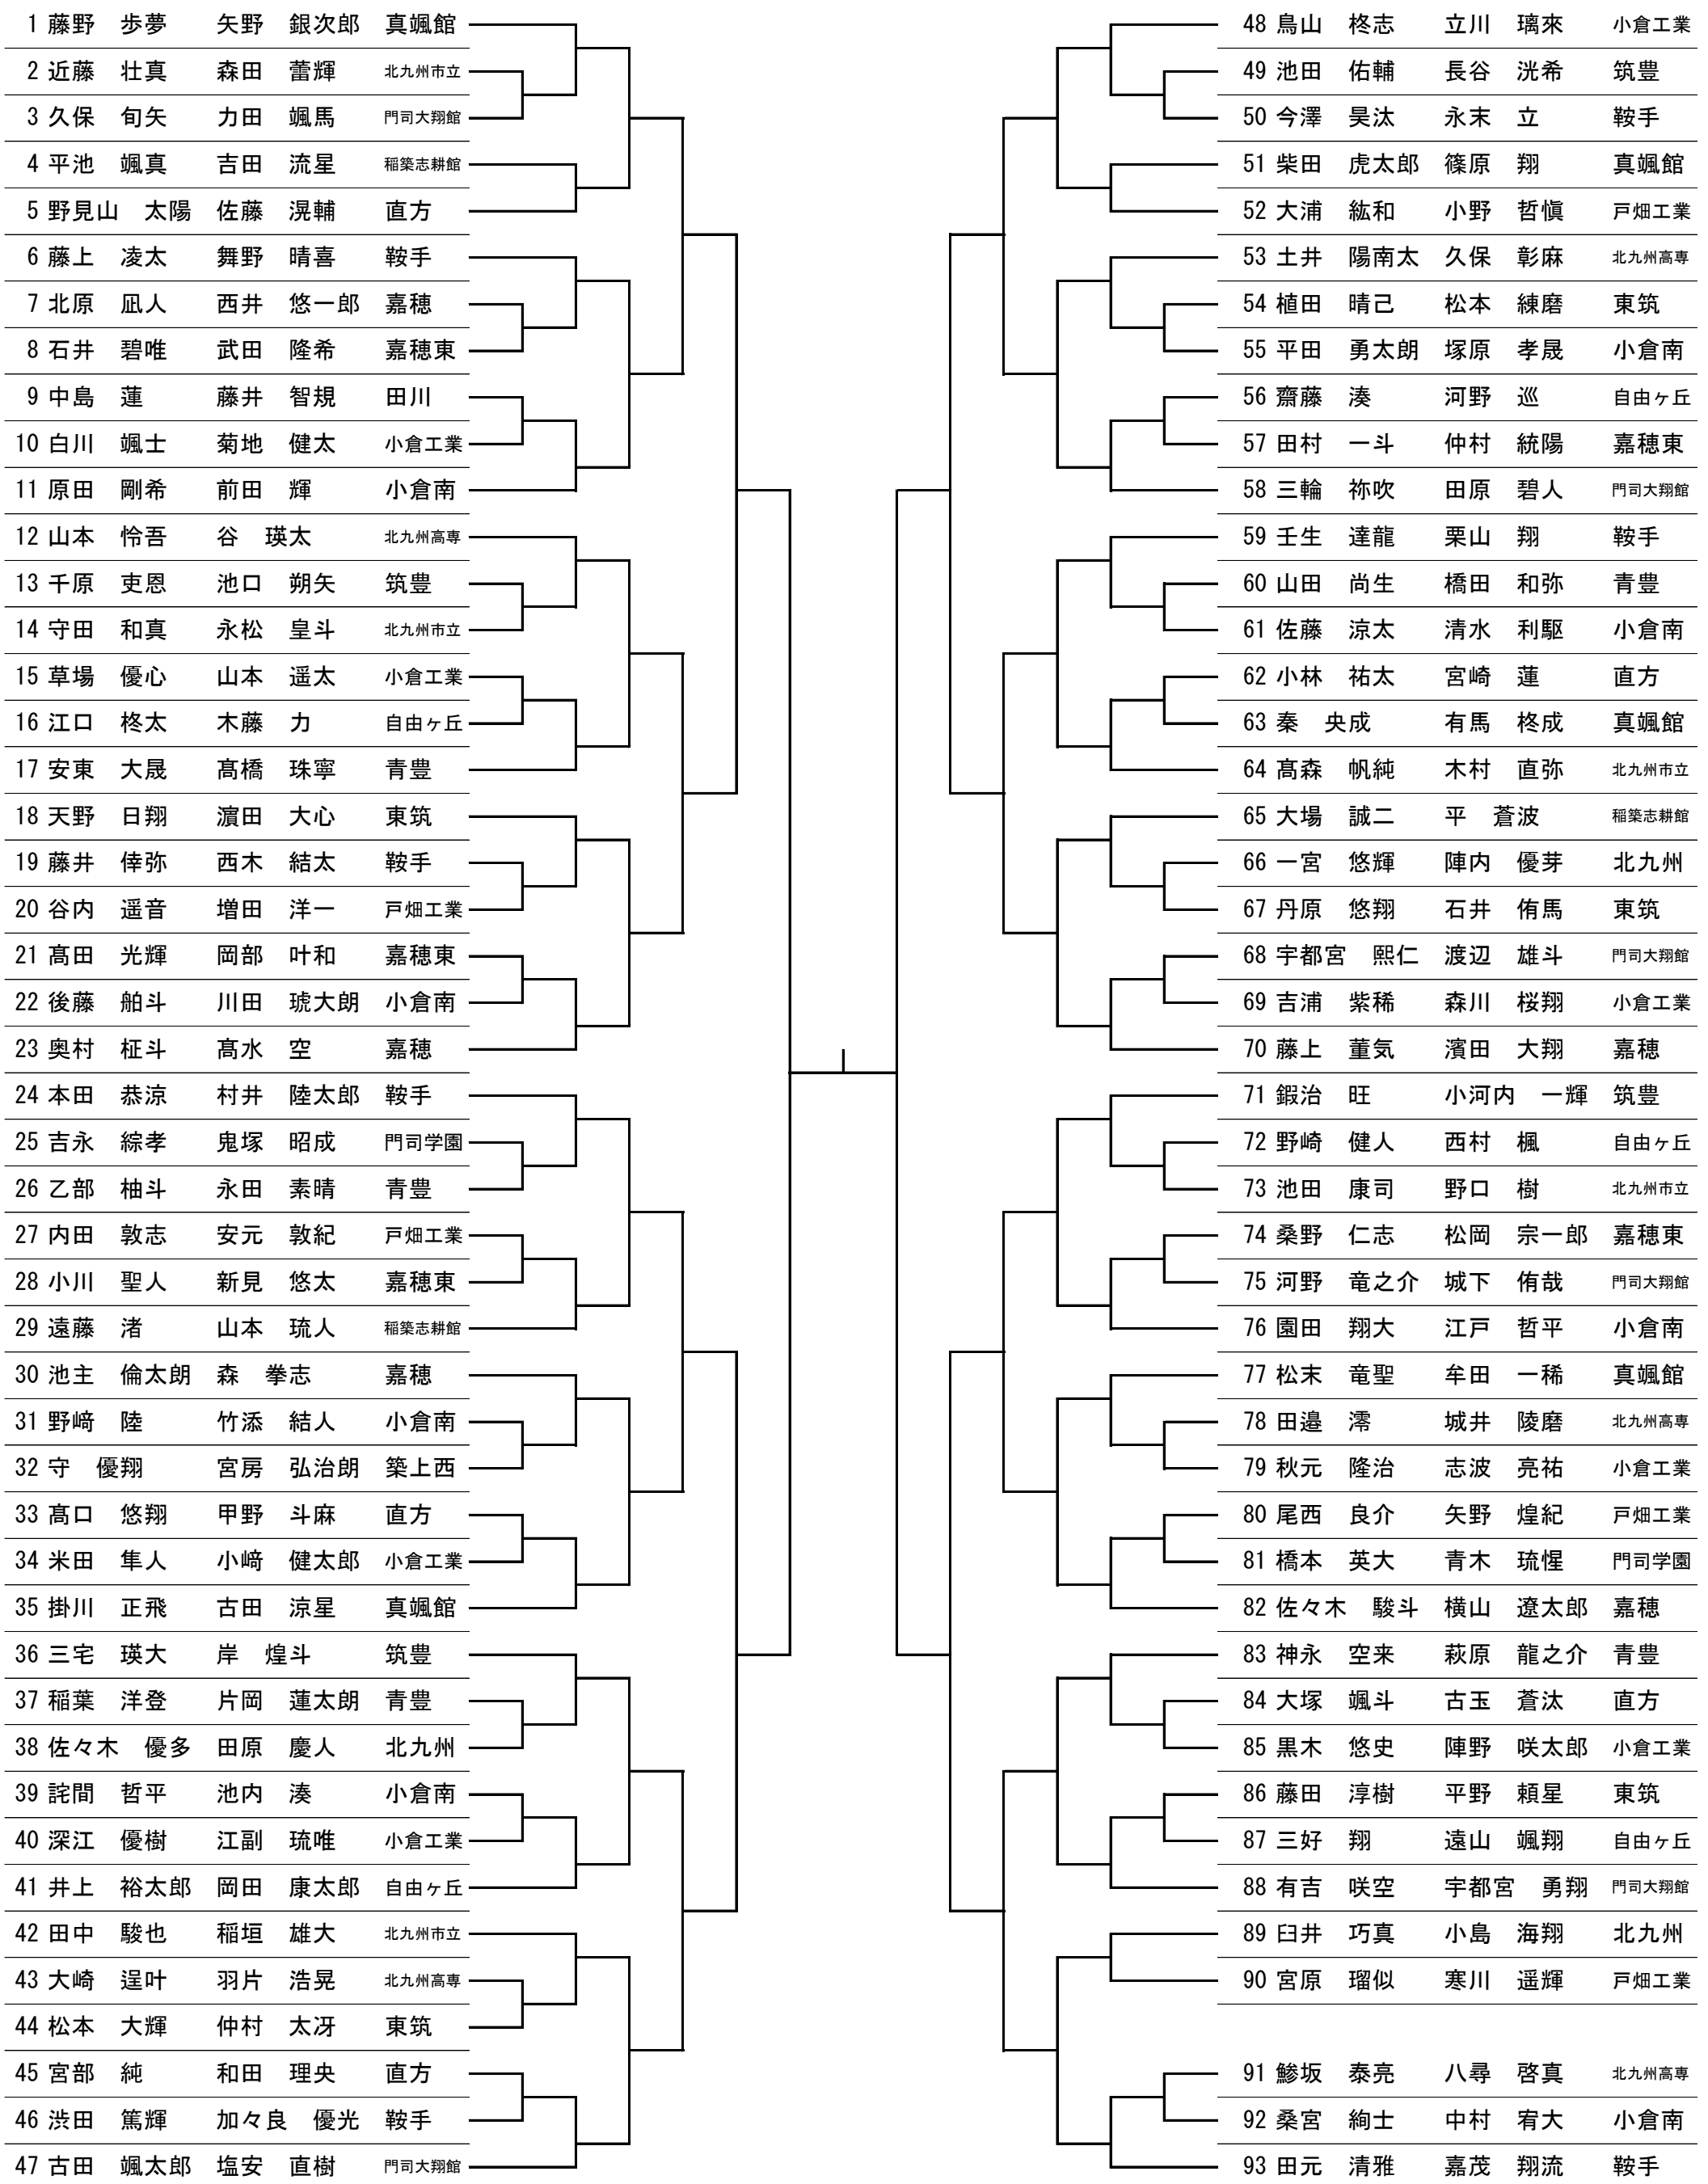 1 藤野　歩夢　矢野　銀次郎　真颯館
2 近藤　壮真　森田　蕾輝　北九州市立
3 久保　旬矢　力田　颯馬　門司大翔館
4 平池　颯真　吉田　流星　稲築志耕館
5 野見山　太陽　佐藤　滉輔　直方
6 藤上　凌太　舞野　晴喜　鞍手
7 北原　凪人　西井　悠一郎　嘉穂
8 石井　碧唯　武田　隆希　嘉穂東
9 中島　蓮　藤井　智規　田川
10 白川　颯士　菊地　健太　小倉工業
11 原田　剛希　前田　輝　小倉南
12 山本　怜吾　谷　瑛太　北九州高専
13 千原　吏恩　池口　朔矢　筑豊
14 守田　和真　永松　皇斗　北九州市立
15 草場　優心　山本　遥太　小倉工業
16 江口　柊太　木藤　力　自由ヶ丘
17 安東　大晟　髙橋　珠寧　青豊
18 天野　日翔　濵田　大心　東筑
19 藤井　倖弥　西木　結太　鞍手
20 谷内　遥音　増田　洋一　戸畑工業
21 髙田　光輝　岡部　叶和　嘉穂東
22 後藤　舶斗　川田　琥大朗　小倉南
23 奥村　柾斗　髙水　空　嘉穂
24 本田　恭涼　村井　陸太郎　鞍手
25 吉永　綜孝　鬼塚　昭成　門司学園
26 乙部　柚斗　永田　素晴　青豊
27 内田　敦志　安元　敦紀　戸畑工業
28 小川　聖人　新見　悠太　嘉穂東
29 遠藤　渚　山本　琉人　稲築志耕館
30 池主　倫太朗　森　拳志　嘉穂
31 野﨑　陸　竹添　結人　小倉南
32 守　優翔　宮房　弘治朗　築上西
33 髙口　悠翔　甲野　斗麻　直方
34 米田　隼人　小﨑　健太郎　小倉工業
35 掛川　正飛　古田　涼星　真颯館
36 三宅　瑛大　岸　煌斗　筑豊
37 稲葉　洋登　片岡　蓮太朗　青豊
38 佐々木　優多　田原　慶人　北九州
39 詫間　哲平　池内　湊　小倉南
40 深江　優樹　江副　琉唯　小倉工業
41 井上　裕太郎　岡田　康太郎　自由ヶ丘
42 田中　駿也　稲垣　雄大　北九州市立
43 大崎　逞叶　羽片　浩晃　北九州高専
44 松本　大輝　仲村　太冴　東筑
45 宮部　純　和田　理央　直方
46 渋田　篤輝　加々良　優光　鞍手
47 古田　颯太郎　塩安　直樹　門司大翔館
48 鳥山　柊志　立川　璃來　小倉工業
49 池田　佑輔　長谷　洸希　筑豊
50 今澤　昊汰　永末　立　鞍手
51 柴田　虎太郎　篠原　翔　真颯館
52 大浦　紘和　小野　哲愼　戸畑工業
53 土井　陽南太　久保　彰麻　北九州高専
54 植田　晴己　松本　練磨　東筑
55 平田　勇太朗　塚原　孝晟　小倉南
56 齋藤　湊　河野　巡　自由ヶ丘
57 田村　一斗　仲村　統陽　嘉穂東
58 三輪　祢吹　田原　碧人　門司大翔館
59 壬生　達龍　栗山　翔　鞍手
60 山田　尚生　橋田　和弥　青豊
61 佐藤　涼太　清水　利駆　小倉南
62 小林　祐太　宮崎　蓮　直方
63 秦　央成　有馬　柊成　真颯館
64 髙森　帆純　木村　直弥　北九州市立
65 大場　誠二　平　蒼波　稲築志耕館
66 一宮　悠輝　陣内　優芽　北九州
67 丹原　悠翔　石井　侑馬　東筑
68 宇都宮　熙仁　渡辺　雄斗　門司大翔館
69 吉浦　紫稀　森川　桜翔　小倉工業
70 藤上　董気　濱田　大翔　嘉穂
71 鍜治　旺　小河内　一輝　筑豊
72 野崎　健人　西村　楓　自由ヶ丘
73 池田　康司　野口　樹　北九州市立
74 桑野　仁志　松岡　宗一郎　嘉穂東
75 河野　竜之介　城下　侑哉　門司大翔館
76 園田　翔大　江戸　哲平　小倉南
77 松末　竜聖　牟田　一稀　真颯館
78 田邉　澪　城井　陵磨　北九州高専
79 秋元　隆治　志波　亮祐　小倉工業
80 尾西　良介　矢野　煌紀　戸畑工業
81 橋本　英大　青木　琉惺　門司学園
82 佐々木　駿斗　横山　遼太郎　嘉穂
83 神永　空来　萩原　龍之介　青豊
84 大塚　颯斗　古玉　蒼汰　直方
85 黒木　悠史　陣野　咲太郎　小倉工業
86 藤田　淳樹　平野　頼星　東筑
87 三好　翔　遠山　颯翔　自由ヶ丘
88 有吉　咲空　宇都宮　勇翔　門司大翔館
89 臼井　巧真　小島　海翔　北九州
90 宮原　瑠似　寒川　遥輝　戸畑工業
91 鯵坂　泰亮　八尋　啓真　北九州高専
92 桑宮　絢士　中村　宥大　小倉南
93 田元　清雅　嘉茂　翔流　鞍手